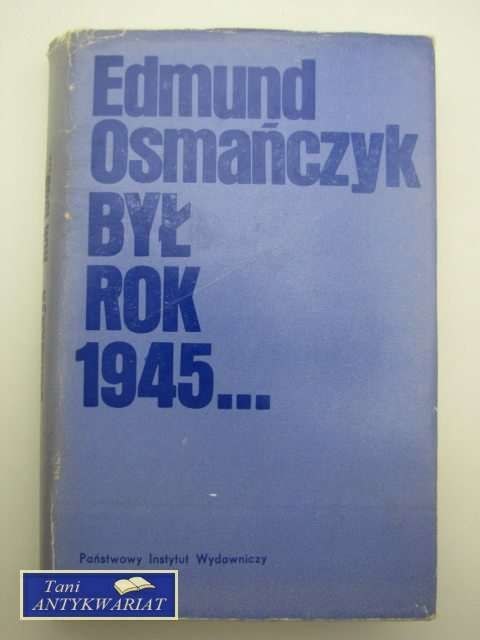 Edmund
Osmańczyk
BYŁ
ROK
1945...
Państwowy Instytut Wydawniczy
Tani
ANTYKWARIAT